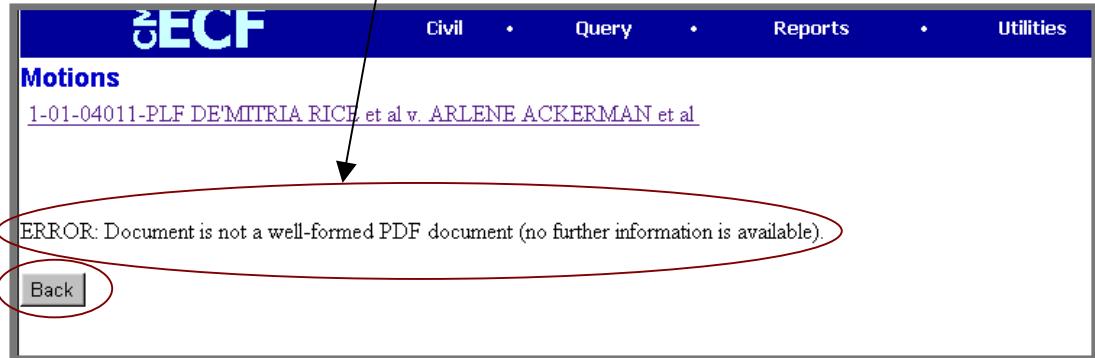 CM ECF Civil • Query • Reports • Utilities
Motions
1-01-04011-PLF DE'MITRIA RICE et al v. ARLENE ACKERMAN et al
ERROR: Document is not a well-formed PDF document (no further information is available).
Back